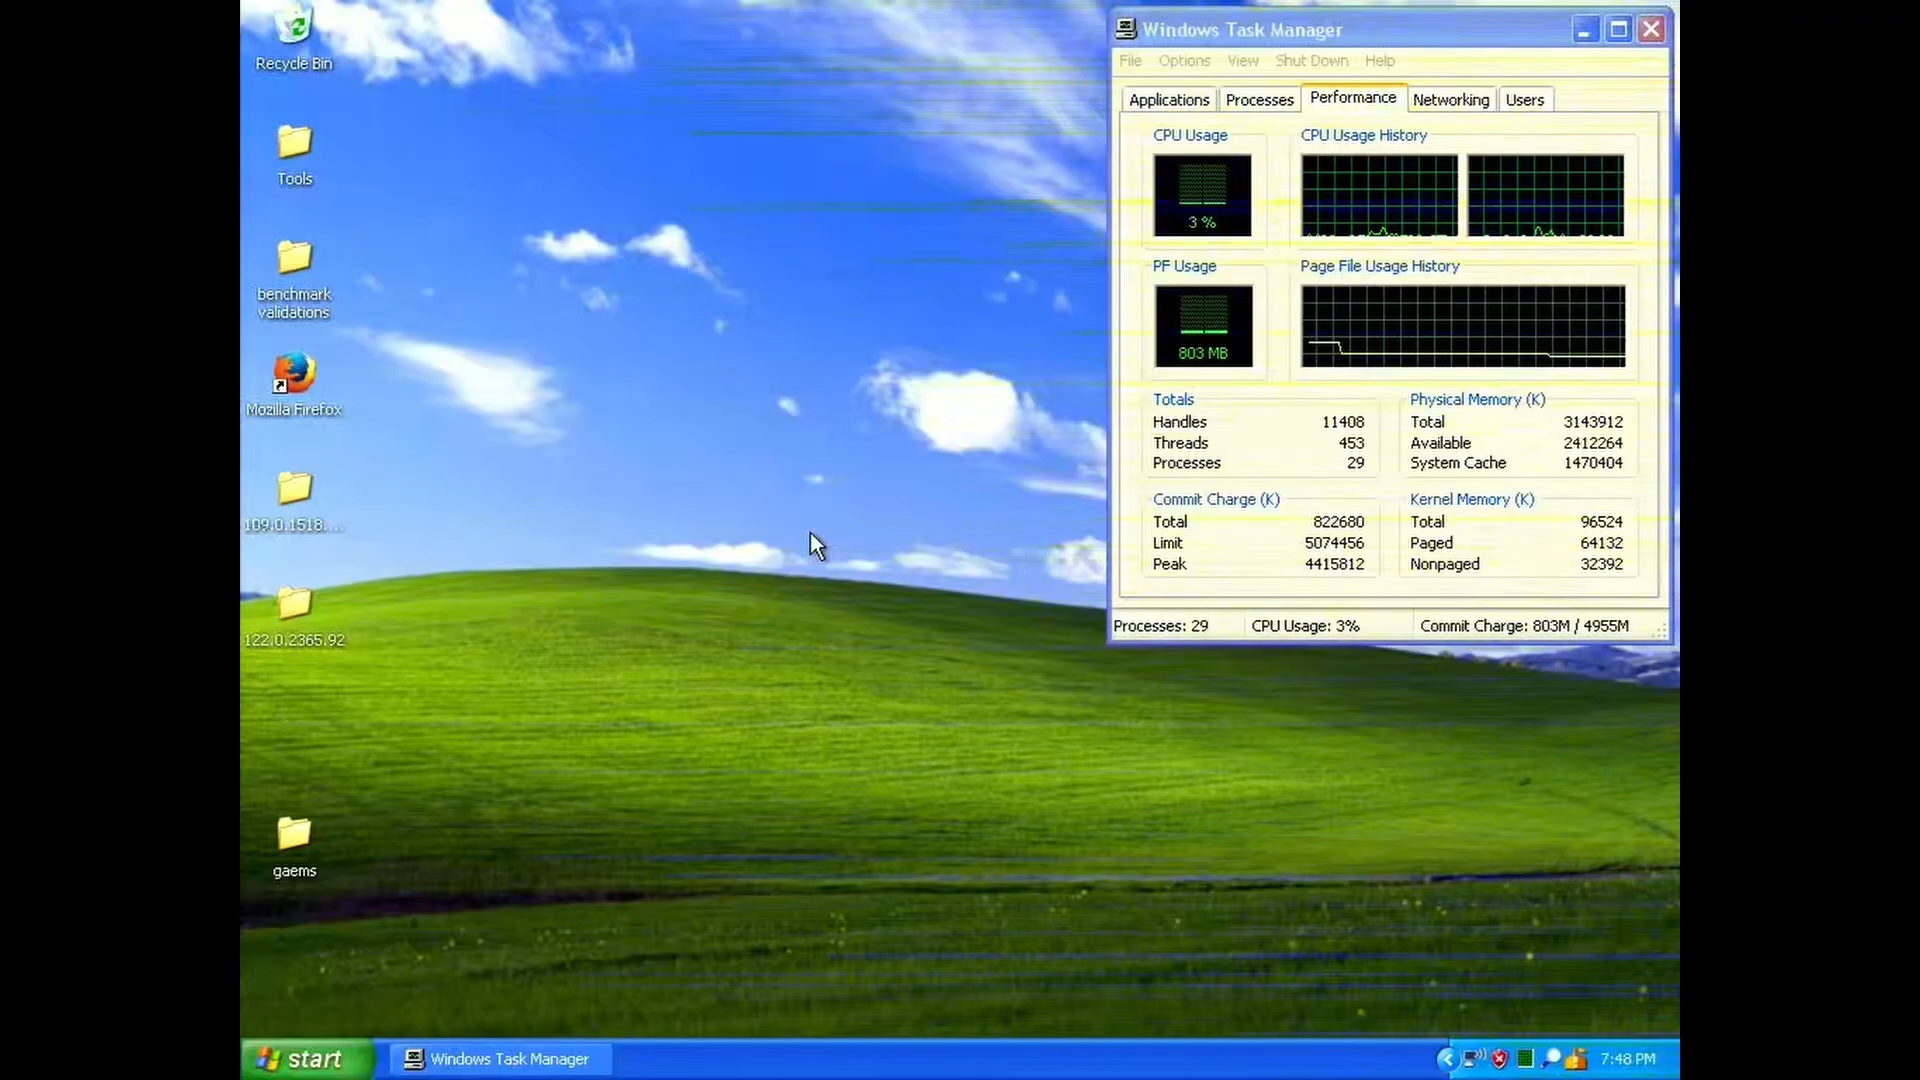 Recycle Bin
Tools
benchmark
validations
Mozilla Firefox
109.0.1518....
122.0.2365.92
gaems
Windows Task Manager
File Options View Shut Down Help
Applications Processes Performance Networking Users
CPU Usage CPU Usage History
3 %
PF Usage Page File Usage History
803 MB
Totals
Handles 11408
Threads 453
Processes 29
Physical Memory (K)
Total 3143912
Available 2412264
System Cache 1470404
Commit Charge (K)
Total 822680
Limit 5074456
Peak 4415812
Kernel Memory (K)
Total 96524
Paged 64132
Nonpaged 32392
Processes: 29 CPU Usage: 3% Commit Charge: 803M / 4955M
start Windows Task Manager 7:48 PM